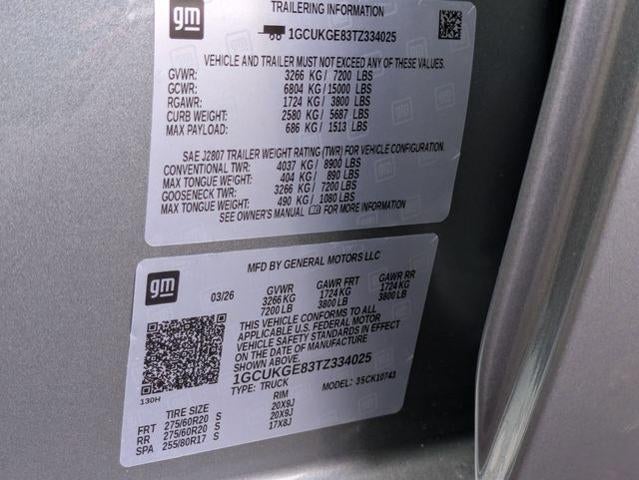 gm
TRAILERING INFORMATION
1GCUKGE83TZ334025
VEHICLE AND TRAILER MUST NOT EXCEED ANY OF THESE VALUES.
GVWR: 3266 KG / 7200 LBS
GCWR: 6804 KG / 15000 LBS
RGAWR: 1724 KG / 3800 LBS
CURB WEIGHT: 2580 KG / 5687 LBS
MAX PAYLOAD: 686 KG / 1513 LBS
SAE J2807 TRAILER WEIGHT RATING (TWR) FOR VEHICLE CONFIGURATION.
CONVENTIONAL TWR: 4037 KG / 8900 LBS
MAX TONGUE WEIGHT: 404 KG / 890 LBS
GOOSENECK TWR: 3266 KG / 7200 LBS
MAX TONGUE WEIGHT: 490 KG / 1080 LBS
SEE OWNER'S MANUAL FOR MORE INFORMATION
gm
MFD BY GENERAL MOTORS LLC
03/26
GVWR GAWR FRT GAWR RR
3266 KG 1724 KG 1724 KG
7200 LB 3800 LB 3800 LB
THIS VEHICLE CONFORMS TO ALL
APPLICABLE U.S. FEDERAL MOTOR
VEHICLE SAFETY STANDARDS IN EFFECT
ON THE DATE OF MANUFACTURE
SHOWN ABOVE.
1GCUKGE83TZ334025
TYPE: TRUCK MODEL: 35CK10743
130H
TIRE SIZE RIM
FRT 275/60R20 S 20X9J
RR 275/60R20 S 20X9J
SPA 255/80R17 S 17X8J